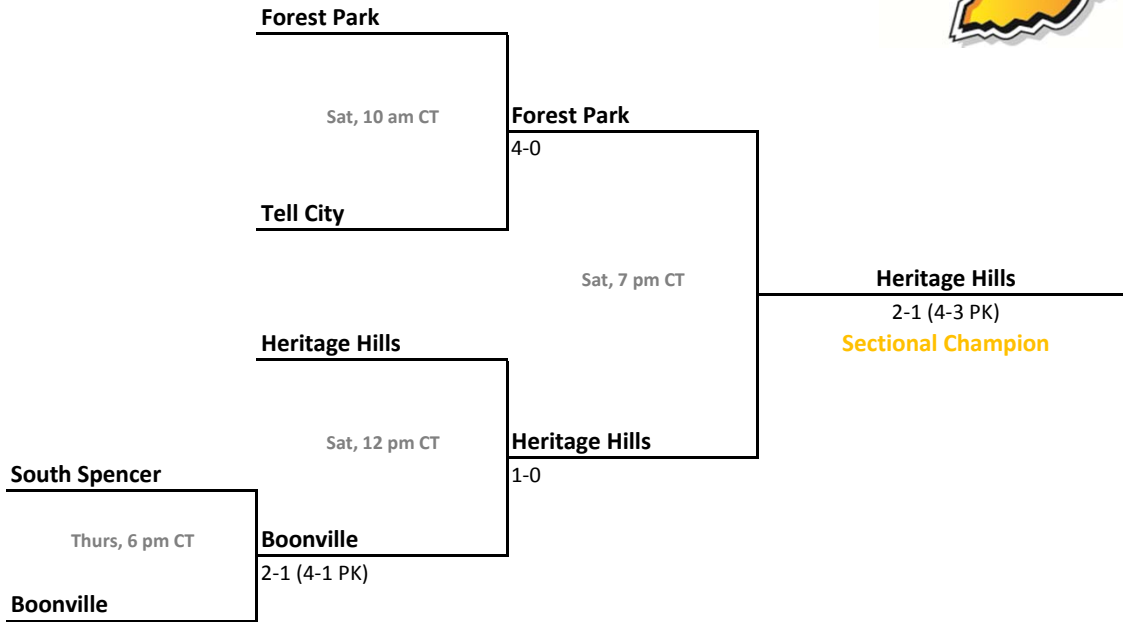 Forest Park
Sat, 10 am CT
Forest Park
4-0
Tell City
Sat, 7 pm CT
Heritage Hills
2-1 (4-3 PK)
Sectional Champion
Heritage Hills
Sat, 12 pm CT
Heritage Hills
1-0
South Spencer
Thurs, 6 pm CT
Boonville
2-1 (4-1 PK)
Boonville